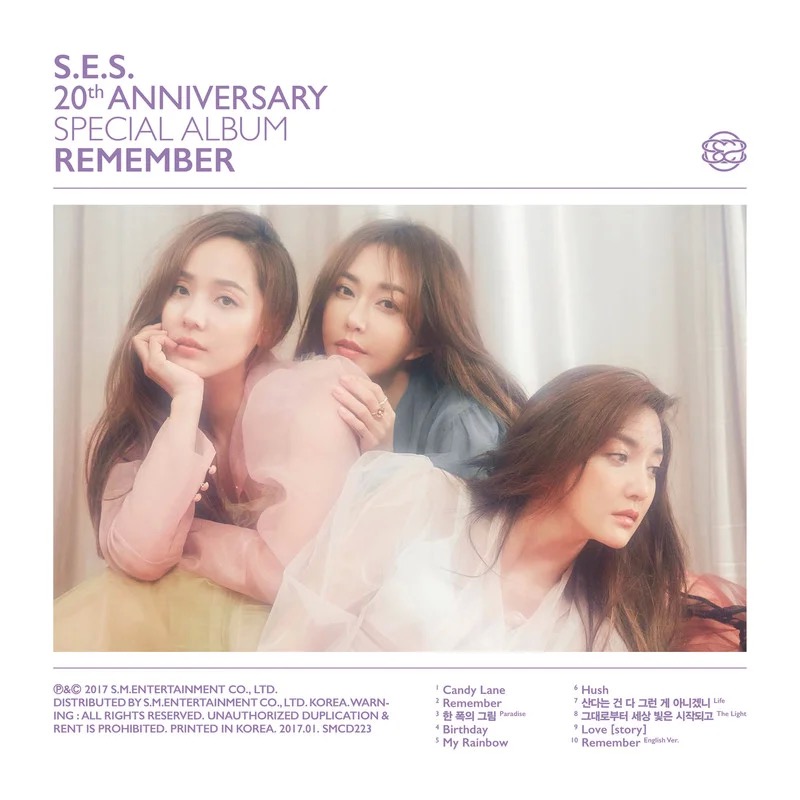 S.E.S.
20th ANNIVERSARY
SPECIAL ALBUM
REMEMBER
℗&© 2017 S.M.ENTERTAINMENT CO., LTD.
DISTRIBUTED BY S.M.ENTERTAINMENT CO., LTD. KOREA. WARN-
ING : ALL RIGHTS RESERVED. UNAUTHORIZED DUPLICATION &
RENT IS PROHIBITED. PRINTED IN KOREA. 2017.01. SMCD223
1 Candy Lane
2 Remember
3 한 폭의 그림 Paradise
4 Birthday
5 My Rainbow
6 Hush
7 산다는 건 다 그런 게 아니겠니 Life
8 그대로부터 세상 빛은 시작되고 The Light
9 Love [story]
10 Remember English Ver.